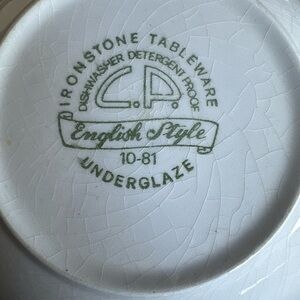 IRONSTONE TABLEWARE
DISHWASHER DETERGENT PROOF
C.P.
English Style
10-81
UNDERGLAZE